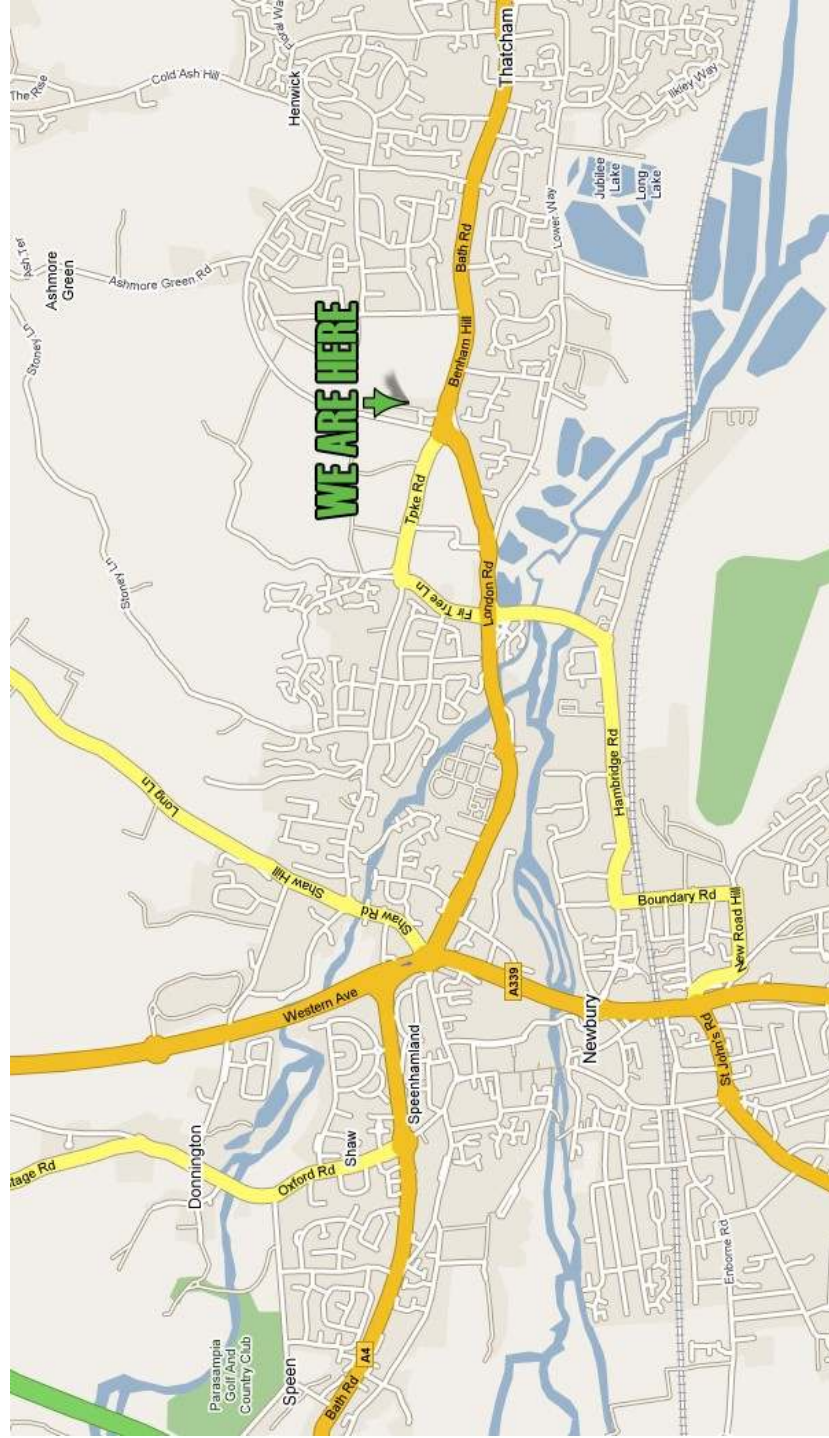 The Rise
Cold Ash Hill
Floral Wa
Henwick
Thatcham
Ilkley Way
Jubilee
Lake
Long
Lake
Lower Way
Ash Ter
Ashmore
Green
Ashmore Green Rd
Stoney Ln
Bath Rd
Benham Hill
WE ARE HERE
Tpke Rd
Stoney Ln
Fir Tree Ln
London Rd
Long Ln
Shaw Hill
Shaw Rd
Hambridge Rd
Boundary Rd
New Road Hill
Western Ave
A339
Newbury
St John's Rd
Speenhamland
Donnington
Shaw
Oxford Rd
tage Rd
Enborne Rd
Parasampia
Golf And
Country Club
Speen
A4
Bath Rd